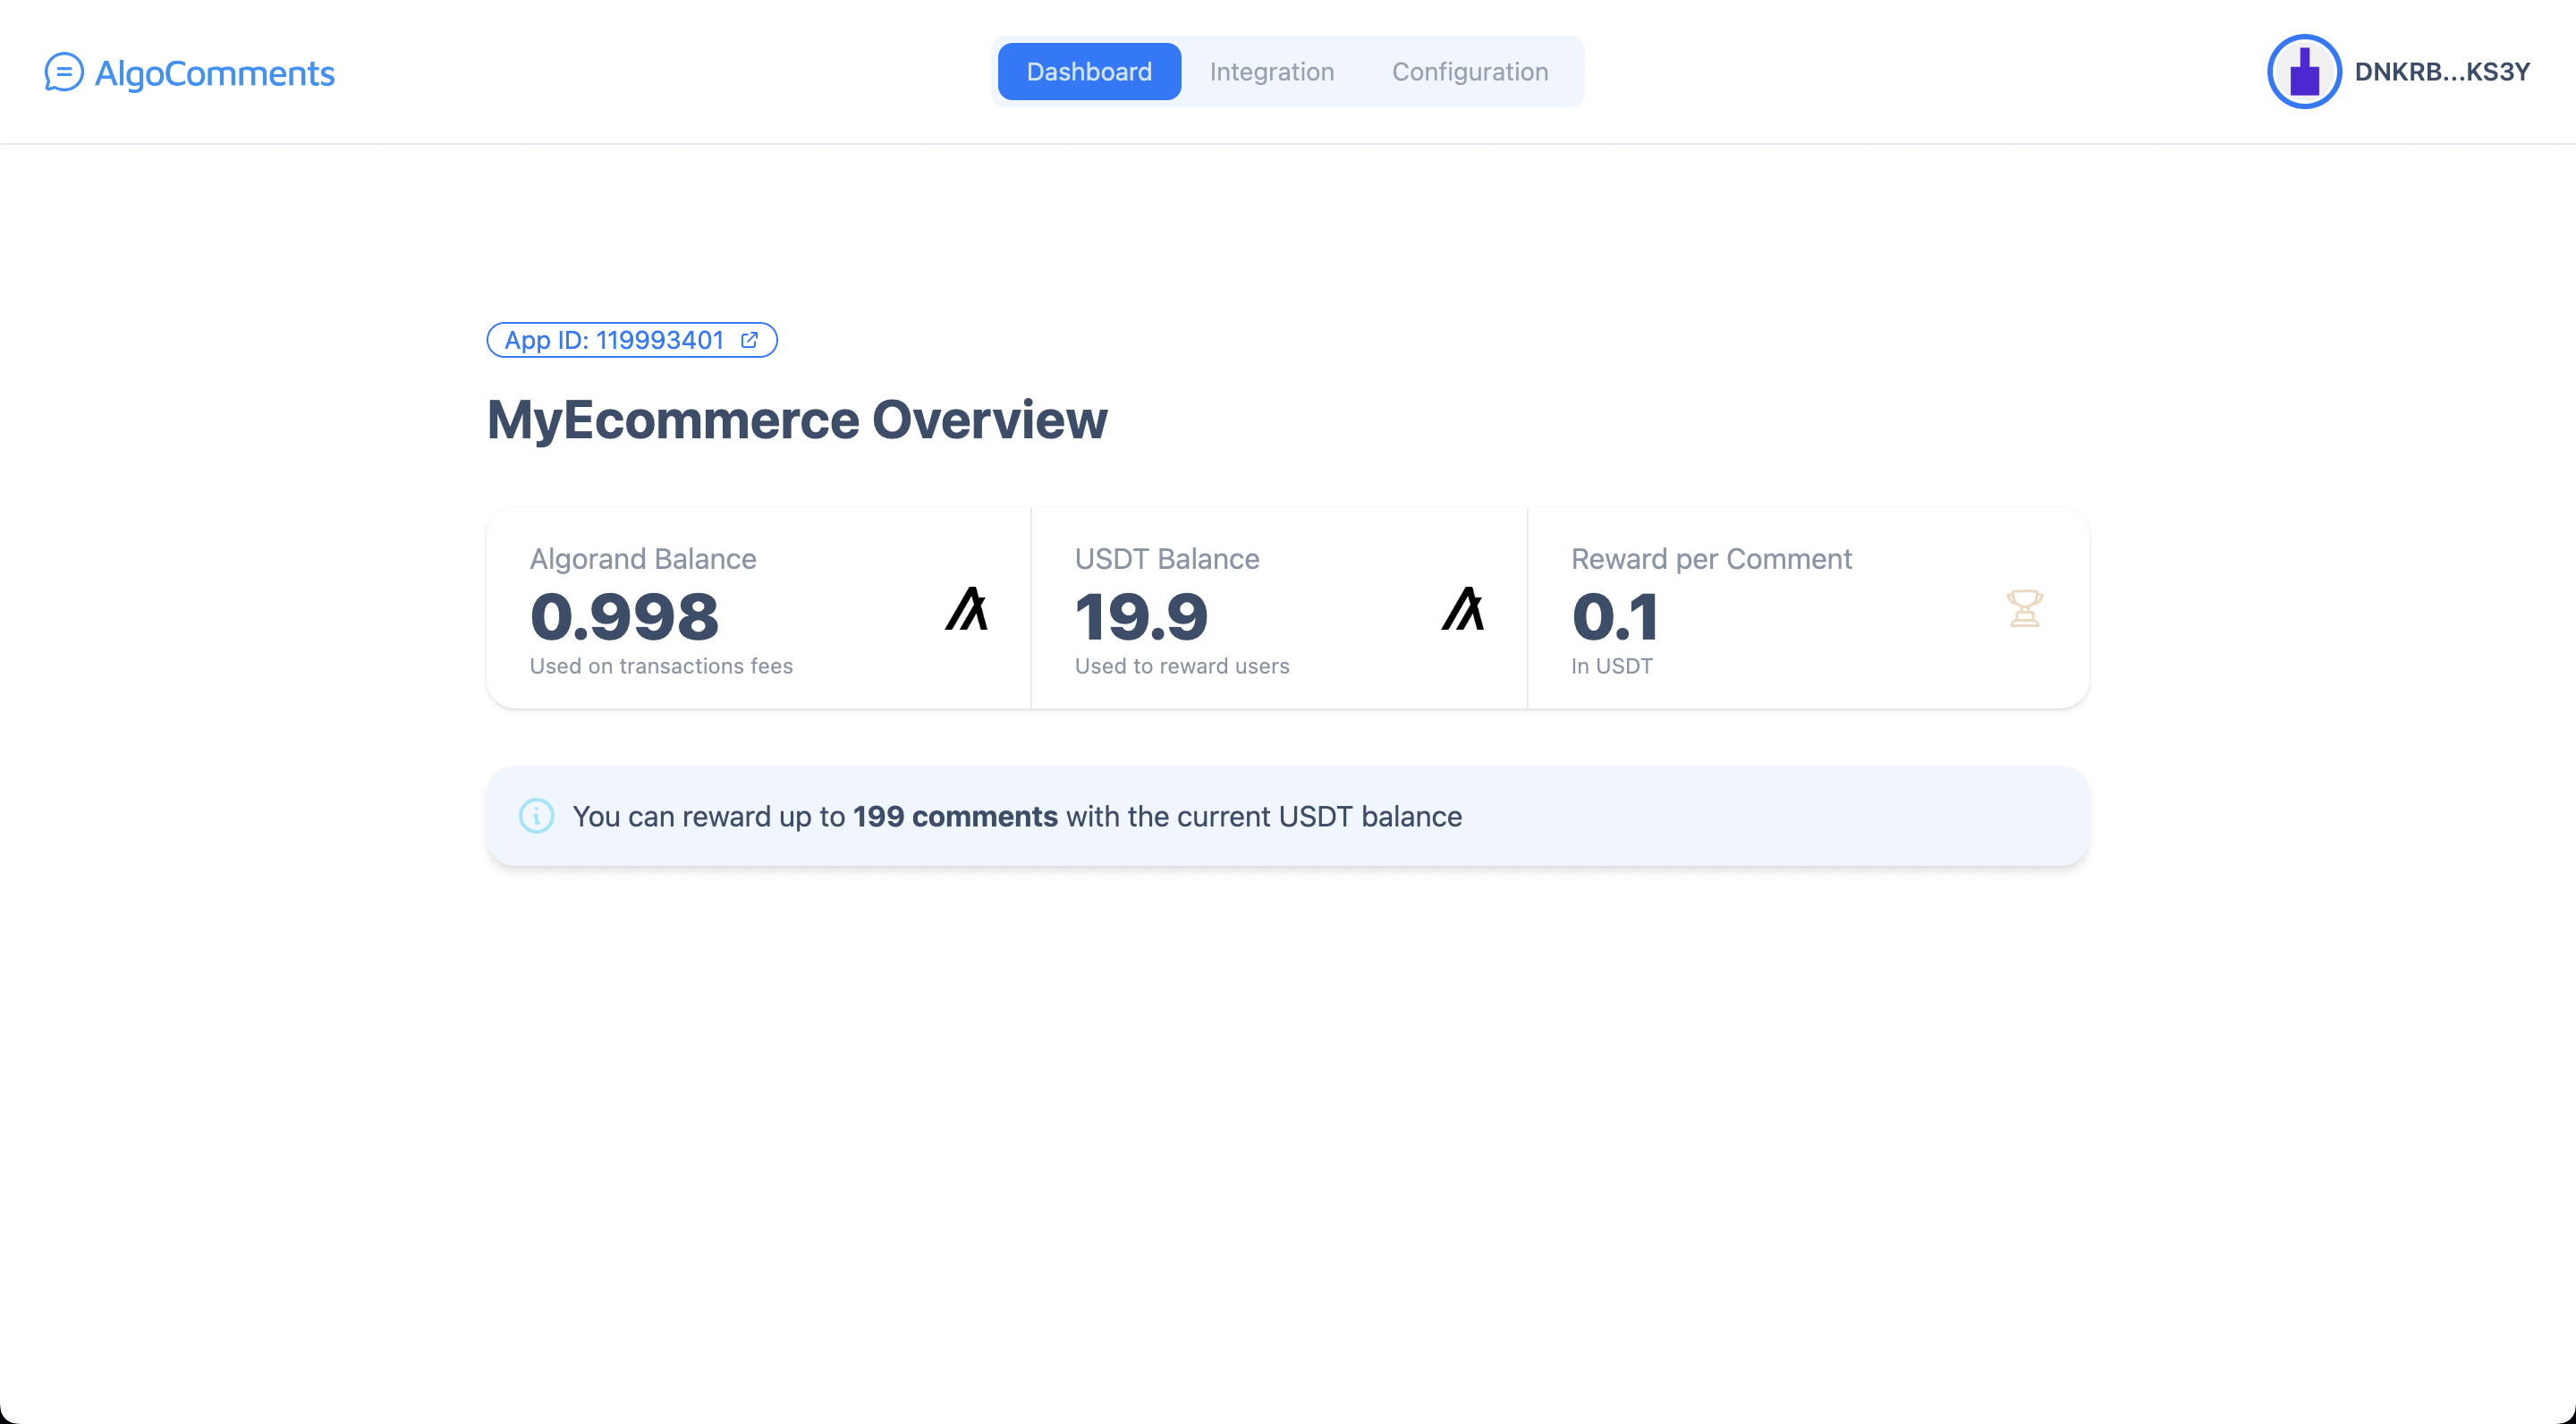 AlgoComments
Dashboard Integration Configuration
DNKRB...KS3Y
App ID: 119993401
MyEcommerce Overview
Algorand Balance
0.998
Used on transactions fees
USDT Balance
19.9
Used to reward users
Reward per Comment
0.1
In USDT
You can reward up to 199 comments with the current USDT balance